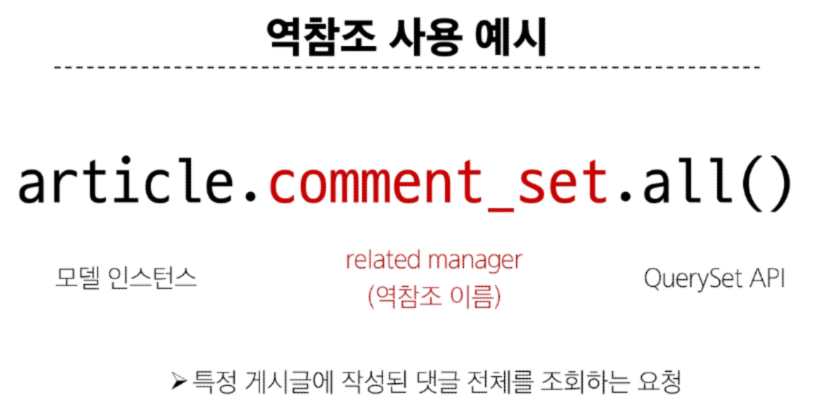 역참조 사용 예시
article.comment_set.all()
모델 인스턴스
related manager
(역참조 이름)
QuerySet API
➤ 특정 게시글에 작성된 댓글 전체를 조회하는 요청